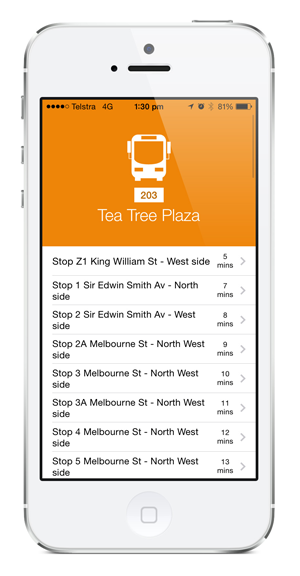 Telstra 4G 1:30 pm 81%
203
Tea Tree Plaza
Stop Z1 King William St - West side 5 mins
Stop 1 Sir Edwin Smith Av - North side 7 mins
Stop 2 Sir Edwin Smith Av - West side 8 mins
Stop 2A Melbourne St - North West side 9 mins
Stop 3 Melbourne St - North West side 10 mins
Stop 3A Melbourne St - North West side 11 mins
Stop 4 Melbourne St - North West side 12 mins
Stop 5 Melbourne St - North West side 13 mins